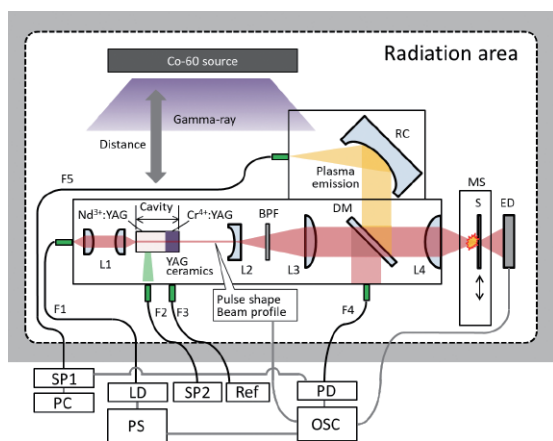 Radiation area
Co-60 source
Gamma-ray
Distance
RC
Plasma
emission
F5
MS
S
ED
Cavity
Nd³⁺:YAG
Cr⁴⁺:YAG
BPF
DM
L1
YAG
ceramics
L2
L3
L4
Pulse shape
Beam profile
F1
F2
F3
F4
SP1
PC
LD
PS
SP2
Ref
PD
OSC